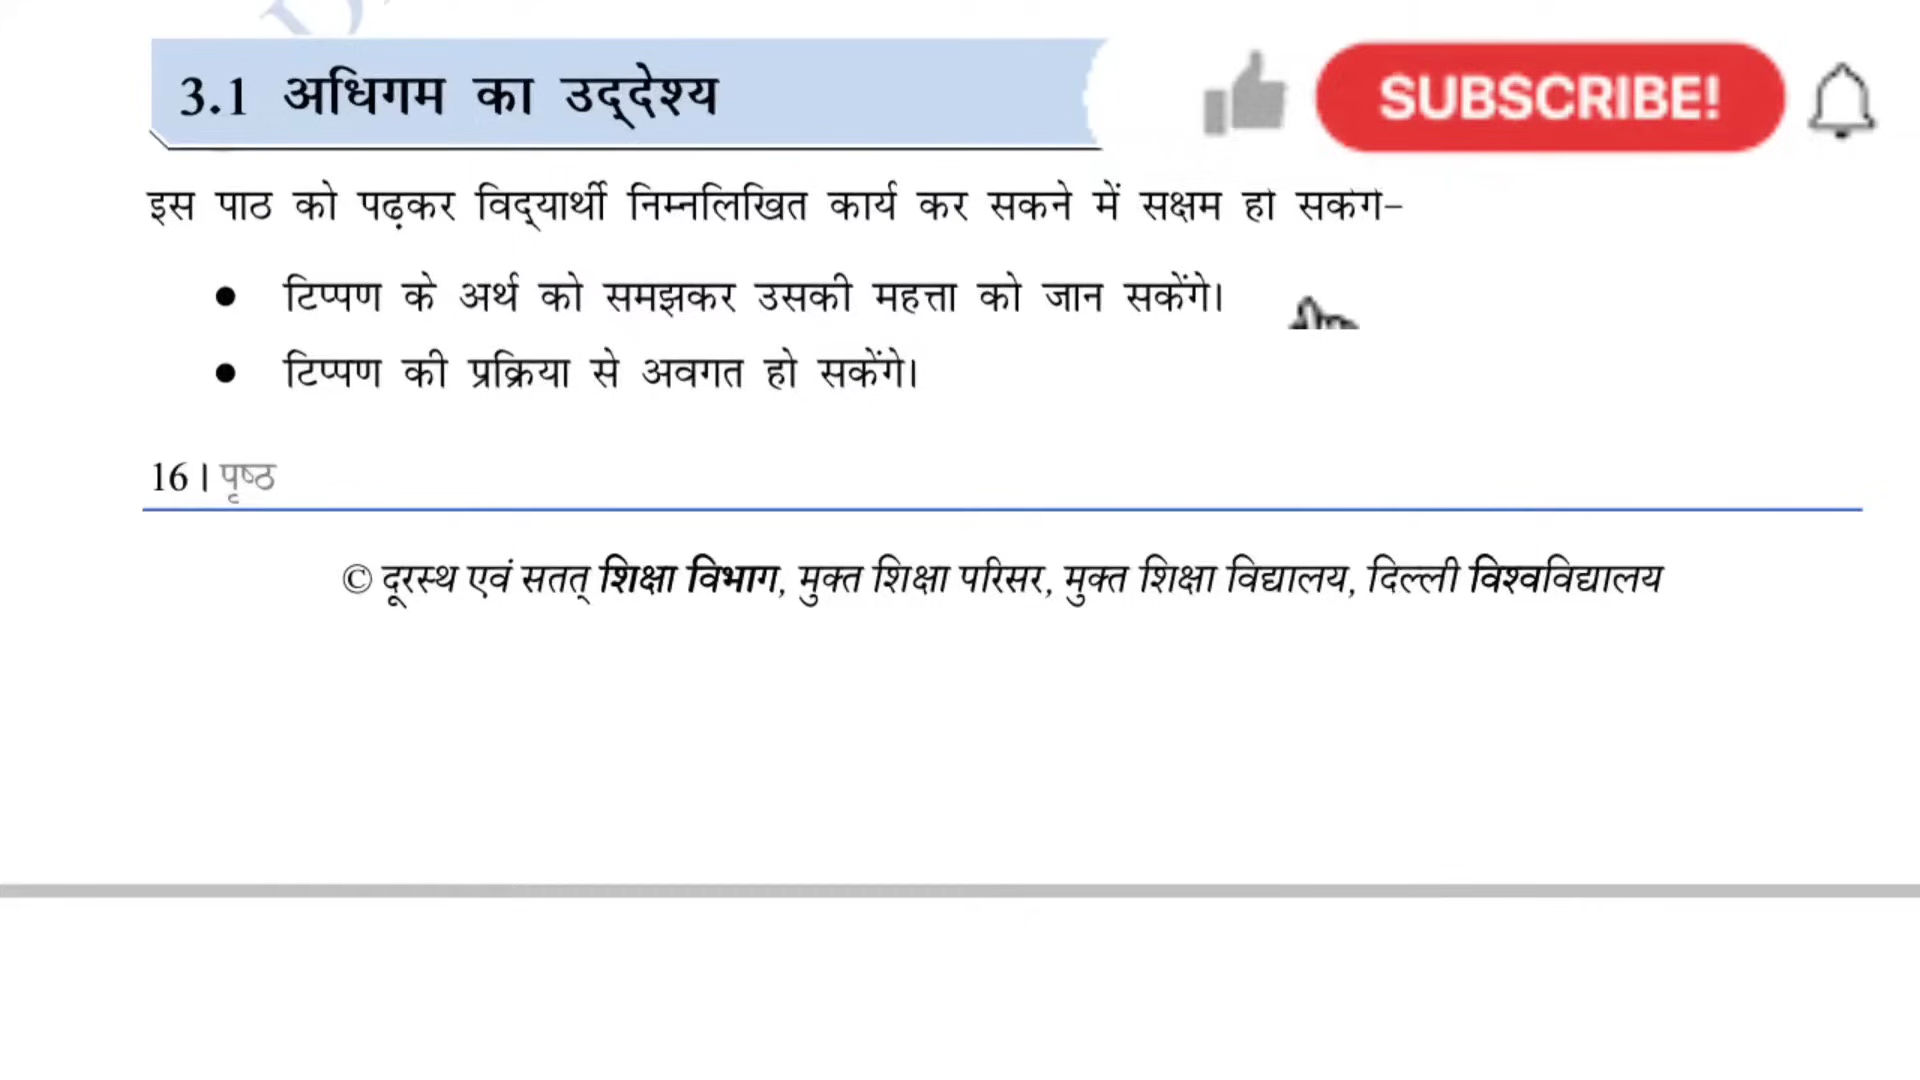 3.1 अधिगम का उद्देश्य
SUBSCRIBE!
इस पाठ को पढ़कर विद्यार्थी निम्नलिखित कार्य कर सकने में सक्षम हो सकेंगे–
● टिप्पण के अर्थ को समझकर उसकी महत्ता को जान सकेंगे।
● टिप्पण की प्रक्रिया से अवगत हो सकेंगे।
16 | पृष्ठ
© दूरस्थ एवं सतत् शिक्षा विभाग, मुक्त शिक्षा परिसर, मुक्त शिक्षा विद्यालय, दिल्ली विश्वविद्यालय